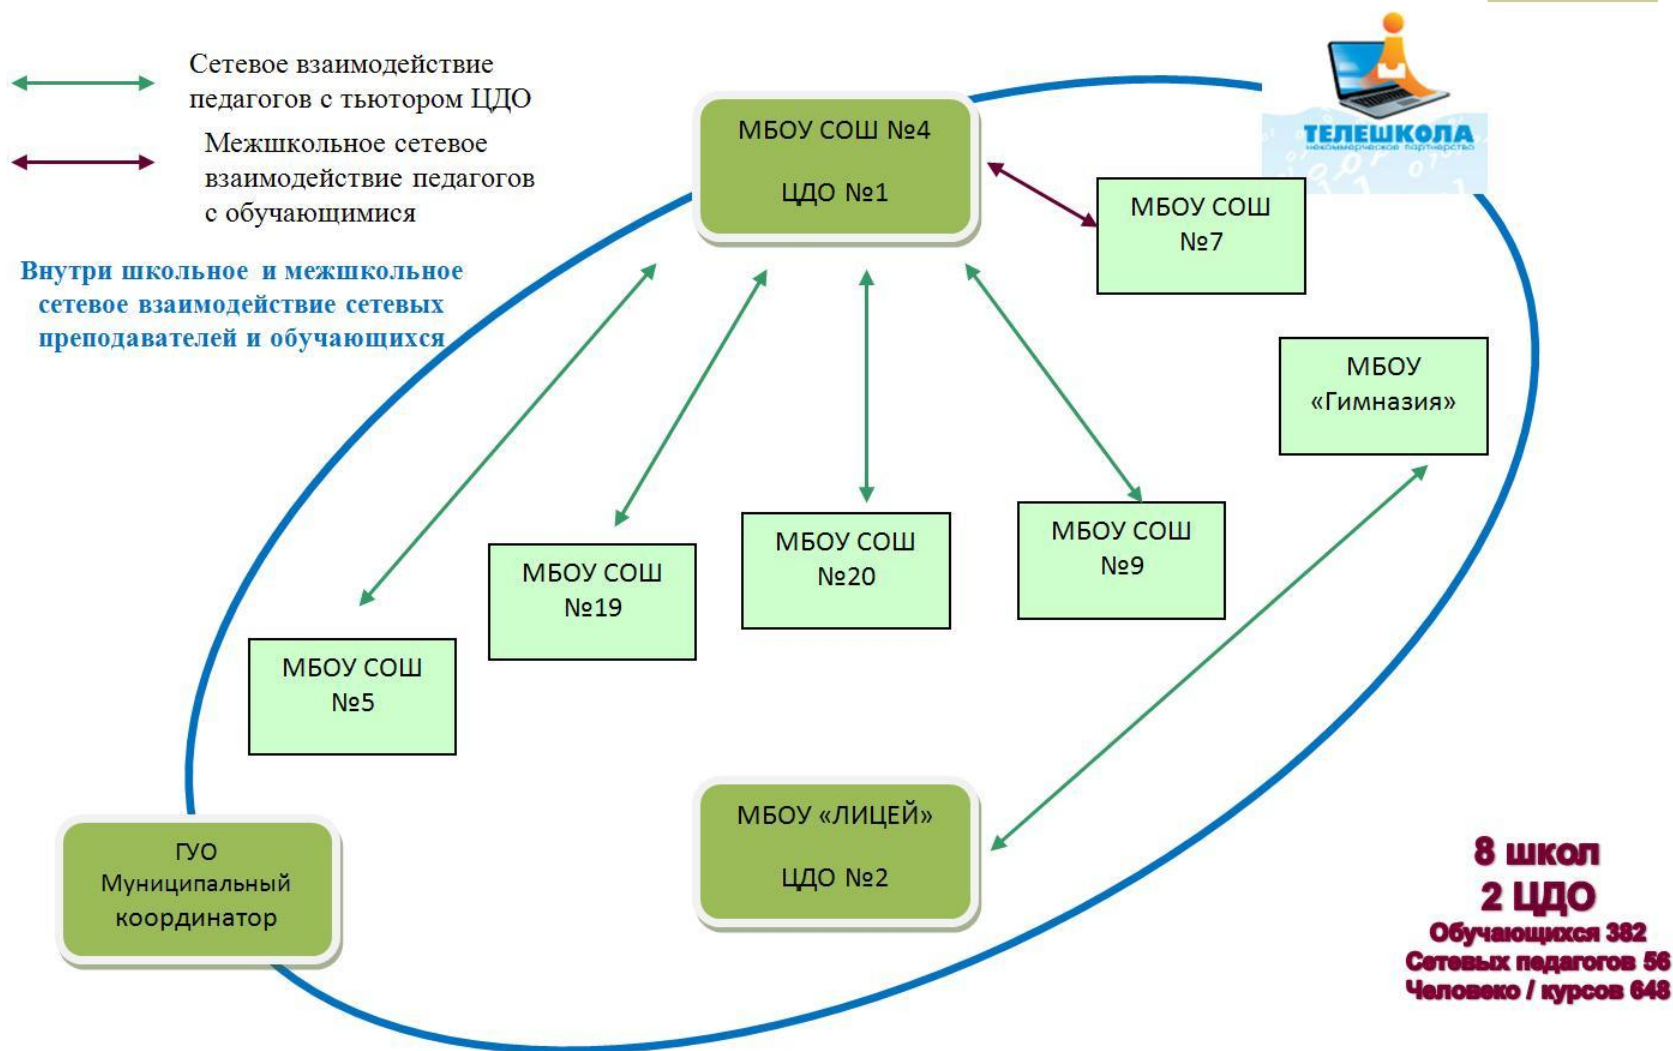 Сетевое взаимодействие
педагогов с тьютором ЦДО
Межшкольное сетевое
взаимодействие педагогов
с обучающимися
Внутри школьное и межшкольное
сетевое взаимодействие сетевых
преподавателей и обучающихся
МБОУ СОШ №4
ЦДО №1
ТЕЛЕШКОЛА
некоммерческое партнерство
МБОУ СОШ
№7
МБОУ
«Гимназия»
МБОУ СОШ
№9
МБОУ СОШ
№20
МБОУ СОШ
№19
МБОУ СОШ
№5
МБОУ «ЛИЦЕЙ»
ЦДО №2
ГУО
Муниципальный
координатор
8 школ
2 ЦДО
Обучающихся 382
Сетевых педагогов 56
Человеко / курсов 648